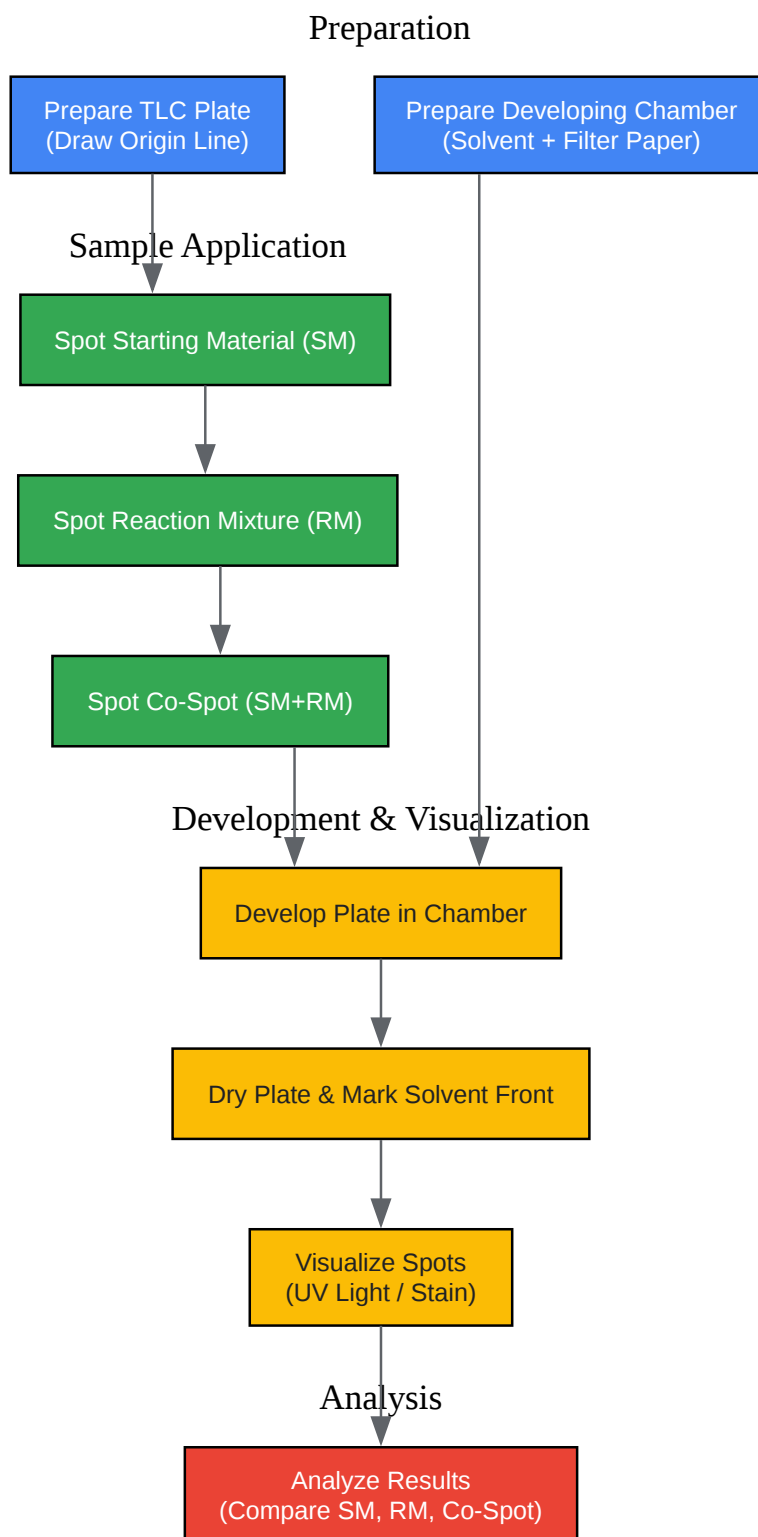 Preparation
Prepare TLC Plate
(Draw Origin Line)
Prepare Developing Chamber
(Solvent + Filter Paper)
Sample Application
Spot Starting Material (SM)
Spot Reaction Mixture (RM)
Spot Co-Spot (SM+RM)
Development & Visualization
Develop Plate in Chamber
Dry Plate & Mark Solvent Front
Visualize Spots
(UV Light / Stain)
Analysis
Analyze Results
(Compare SM, RM, Co-Spot)